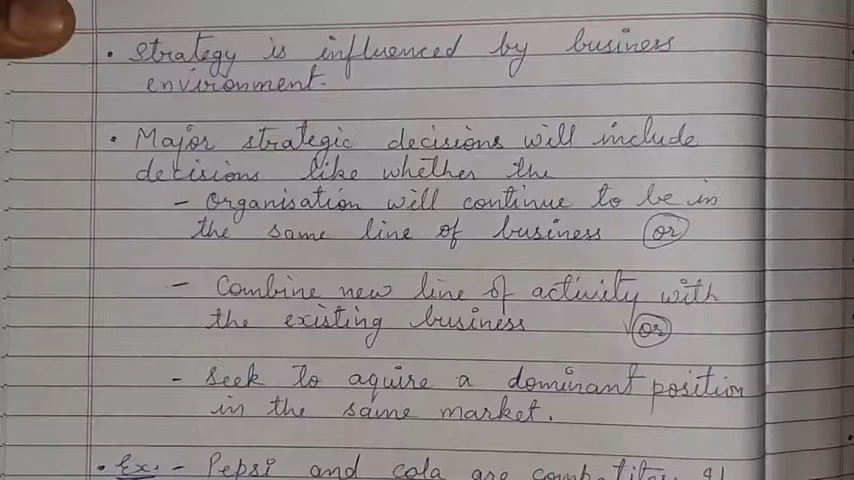 • Strategy is influenced by business
environment.
• Major strategic decisions will include
decisions like whether the
- Organisation will continue to be in
the same line of business (or)
- Combine new line of activity with
the existing business (or)
- Seek to aquire a dominant position
in the same market.
• Ex: - Pepsi and cola are